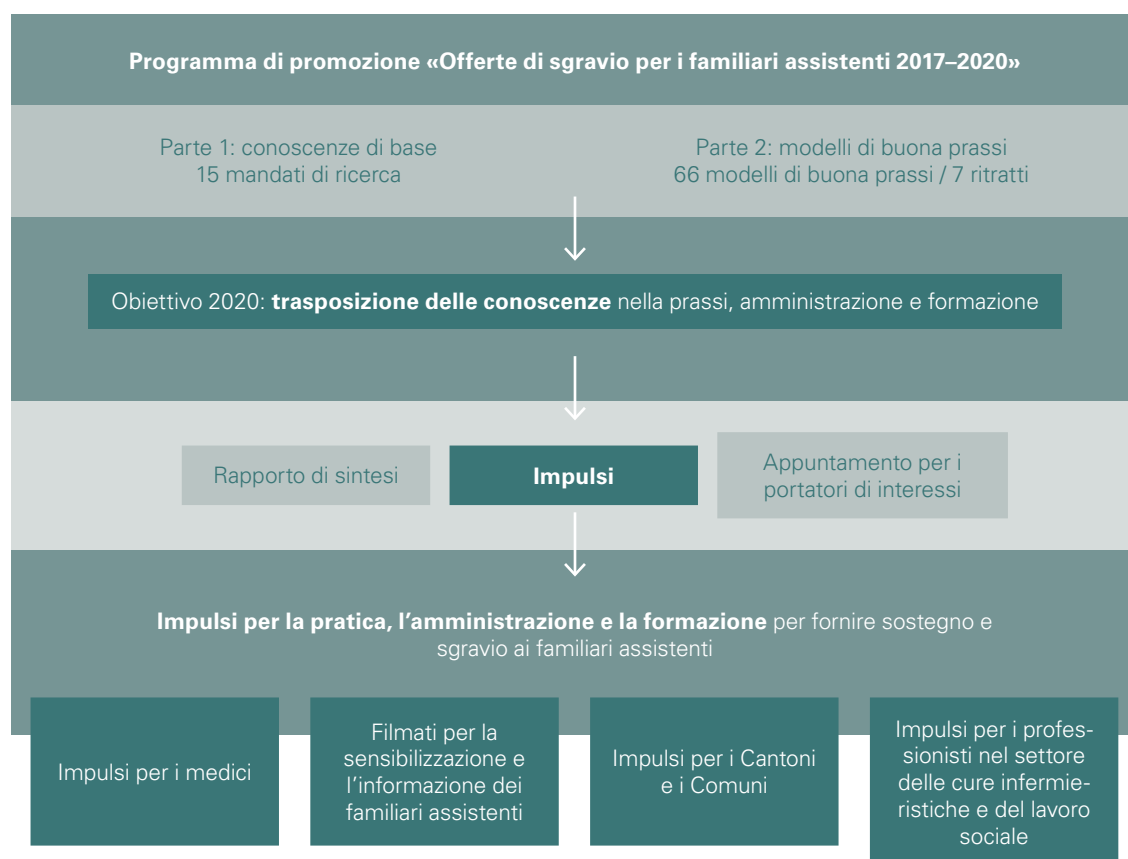 Programma di promozione «Offerte di sgravio per i familiari assistenti 2017–2020»
Parte 1: conoscenze di base
15 mandati di ricerca
Parte 2: modelli di buona prassi
66 modelli di buona prassi / 7 ritratti
Obiettivo 2020: trasposizione delle conoscenze nella prassi, amministrazione e formazione
Rapporto di sintesi
Impulsi
Appuntamento per i
portatori di interessi
Impulsi per la pratica, l’amministrazione e la formazione per fornire sostegno e
sgravio ai familiari assistenti
Impulsi per i medici
Filmati per la
sensibilizzazione e
l’informazione dei
familiari assistenti
Impulsi per i Cantoni
e i Comuni
Impulsi per i profes-
sionisti nel settore
delle cure infermie-
ristiche e del lavoro
sociale